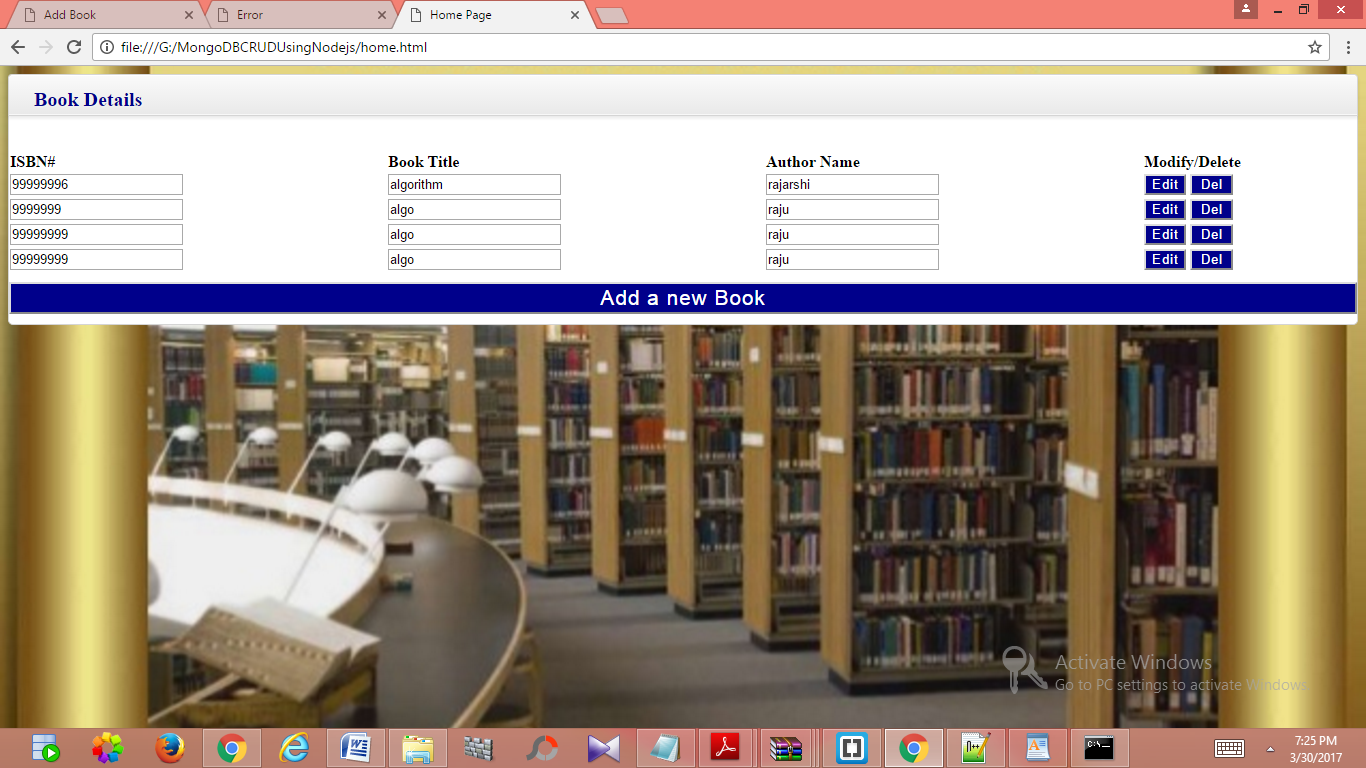 Add Book
Error
Home Page
file:///G:/MongoDBCRUDUsingNodejs/home.html
Book Details
ISBN# Book Title Author Name Modify/Delete
99999996 algorithm rajarshi Edit Del
9999999 algo raju Edit Del
99999999 algo raju Edit Del
99999999 algo raju Edit Del
Add a new Book
Activate Windows
Go to PC settings to activate Windows.
7:25 PM
3/30/2017